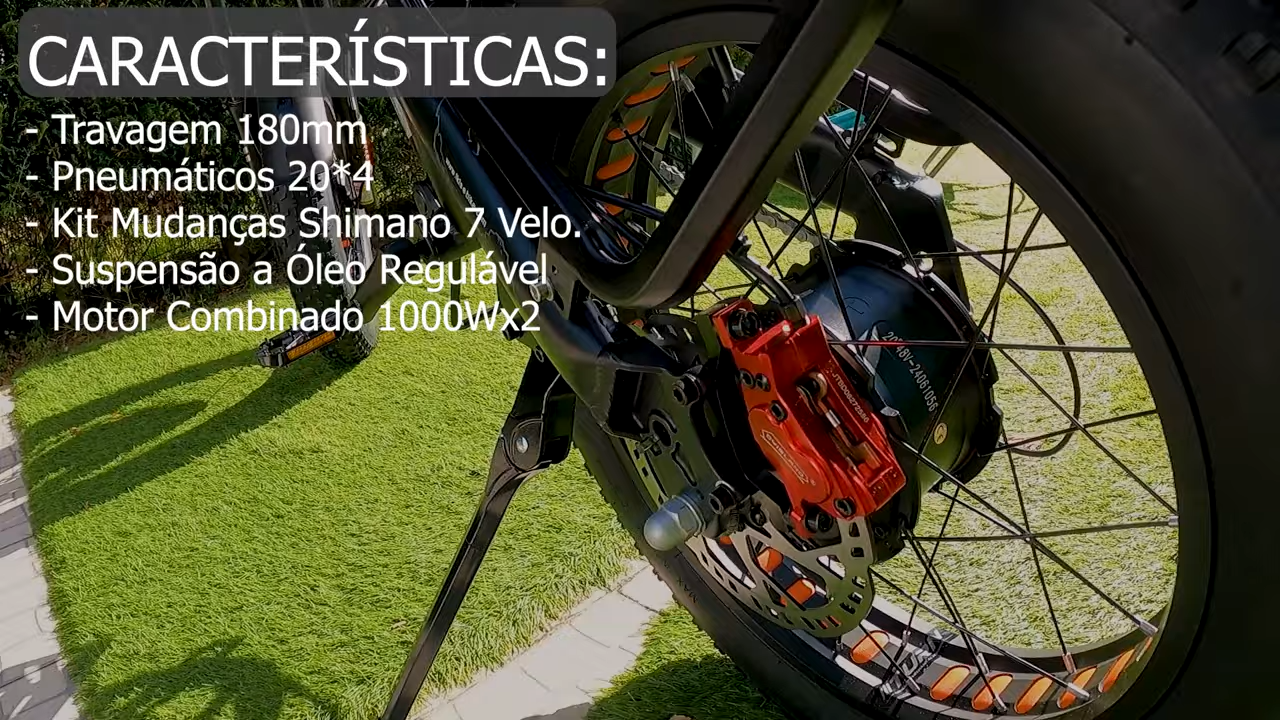 CARACTERÍSTICAS:
- Travagem 180mm
- Pneumáticos 20*4
- Kit Mudanças Shimano 7 Velo.
- Suspensão a Óleo Regulável
- Motor Combinado 1000Wx2